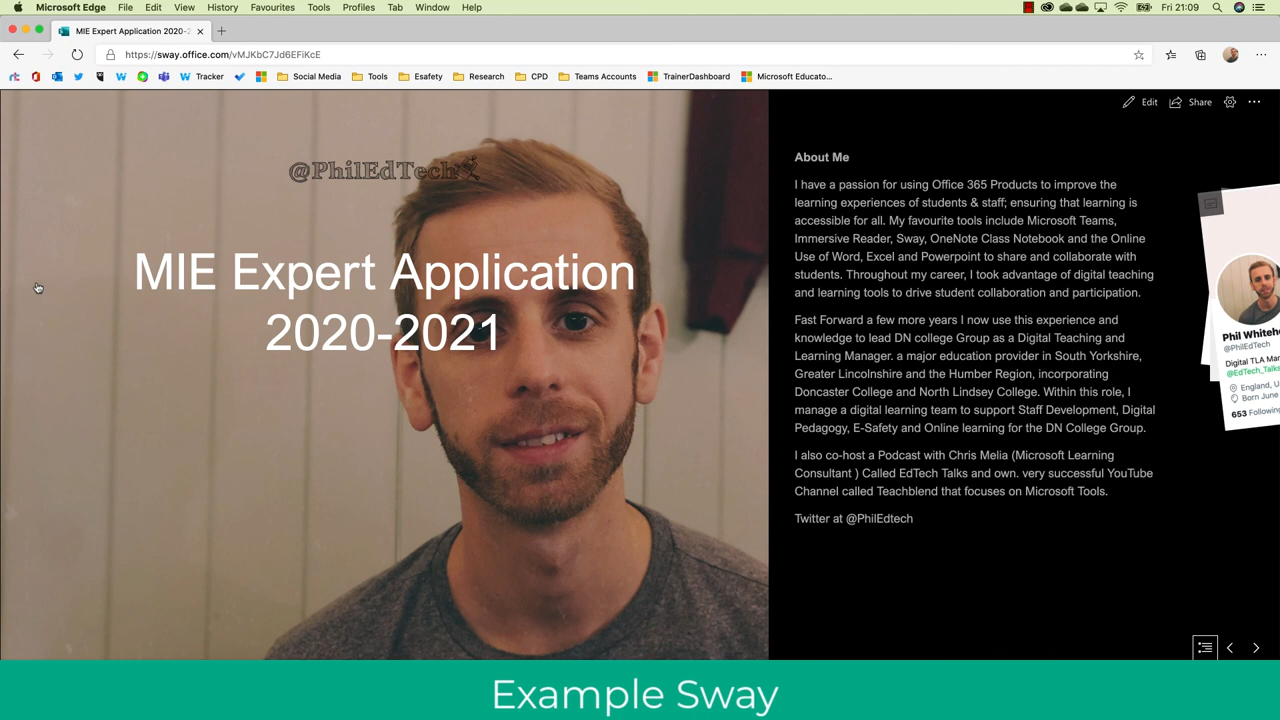 Microsoft Edge File Edit View History Favourites Tools Profiles Tab Window Help Fri 21:09
MIE Expert Application 2020-2
https://sway.office.com/vMJKbC7Jd6EFiKcE
Tracker Social Media Tools Esafety Research CPD Teams Accounts TrainerDashboard Microsoft Educato...
Edit Share
@PhilEdTech
MIE Expert Application
2020-2021
About Me
I have a passion for using Office 365 Products to improve the
learning experiences of students & staff; ensuring that learning is
accessible for all. My favourite tools include Microsoft Teams,
Immersive Reader, Sway, OneNote Class Notebook and the Online
Use of Word, Excel and Powerpoint to share and collaborate with
students. Throughout my career, I took advantage of digital teaching
and learning tools to drive student collaboration and participation.
Fast Forward a few more years I now use this experience and
knowledge to lead DN college Group as a Digital Teaching and
Learning Manager. a major education provider in South Yorkshire,
Greater Lincolnshire and the Humber Region, incorporating
Doncaster College and North Lindsey College. Within this role, I
manage a digital learning team to support Staff Development, Digital
Pedagogy, E-Safety and Online learning for the DN College Group.
I also co-host a Podcast with Chris Melia (Microsoft Learning
Consultant ) Called EdTech Talks and own. very successful YouTube
Channel called Teachblend that focuses on Microsoft Tools.
Twitter at @PhilEdtech
Phil Whiteh
@PhilEdTech
Digital TLA Ma
@EdTech_Talks
England, U
Born June
653 Following
Example Sway